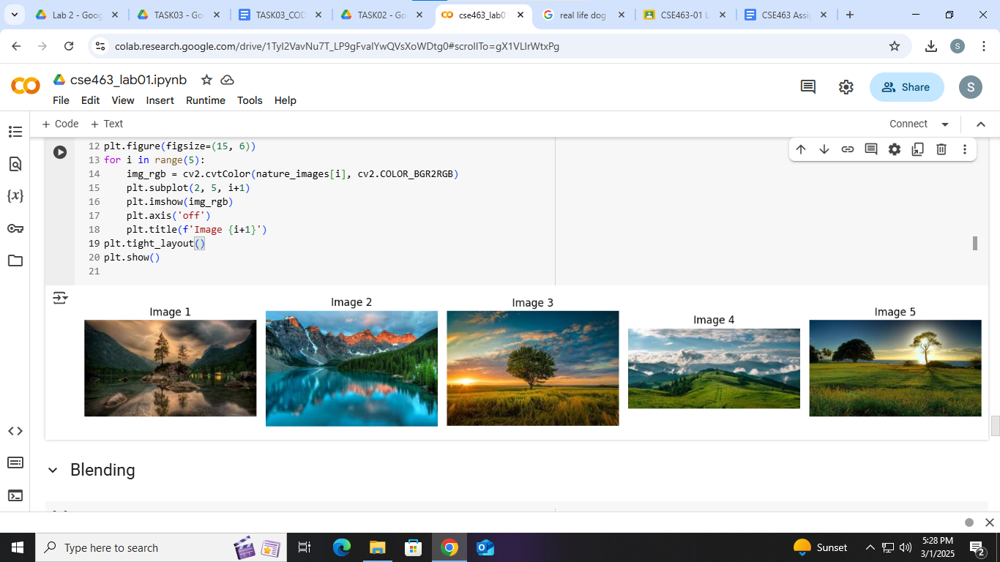 Lab 2 - Goog
TASK03 - Go
TASK03_COD
TASK02 - Go
cse463_lab0
real life dog
CSE463-01 L
CSE463 Assi
colab.research.google.com/drive/1TyI2VavNu7T_LP9gFvaIYwQVsXoWDtg0#scrollTo=gX1VLIrWtxPg
S
cse463_lab01.ipynb
File Edit View Insert Runtime Tools Help
Share
S
+ Code + Text
Connect
12 plt.figure(figsize=(15, 6))
13 for i in range(5):
14     img_rgb = cv2.cvtColor(nature_images[i], cv2.COLOR_BGR2RGB)
15     plt.subplot(2, 5, i+1)
16     plt.imshow(img_rgb)
17     plt.axis('off')
18     plt.title(f'Image {i+1}')
19 plt.tight_layout()
20 plt.show()
21
{x}
Image 1
Image 2
Image 3
Image 4
Image 5
Blending
Type here to search
Sunset
5:28 PM
3/1/2025
2